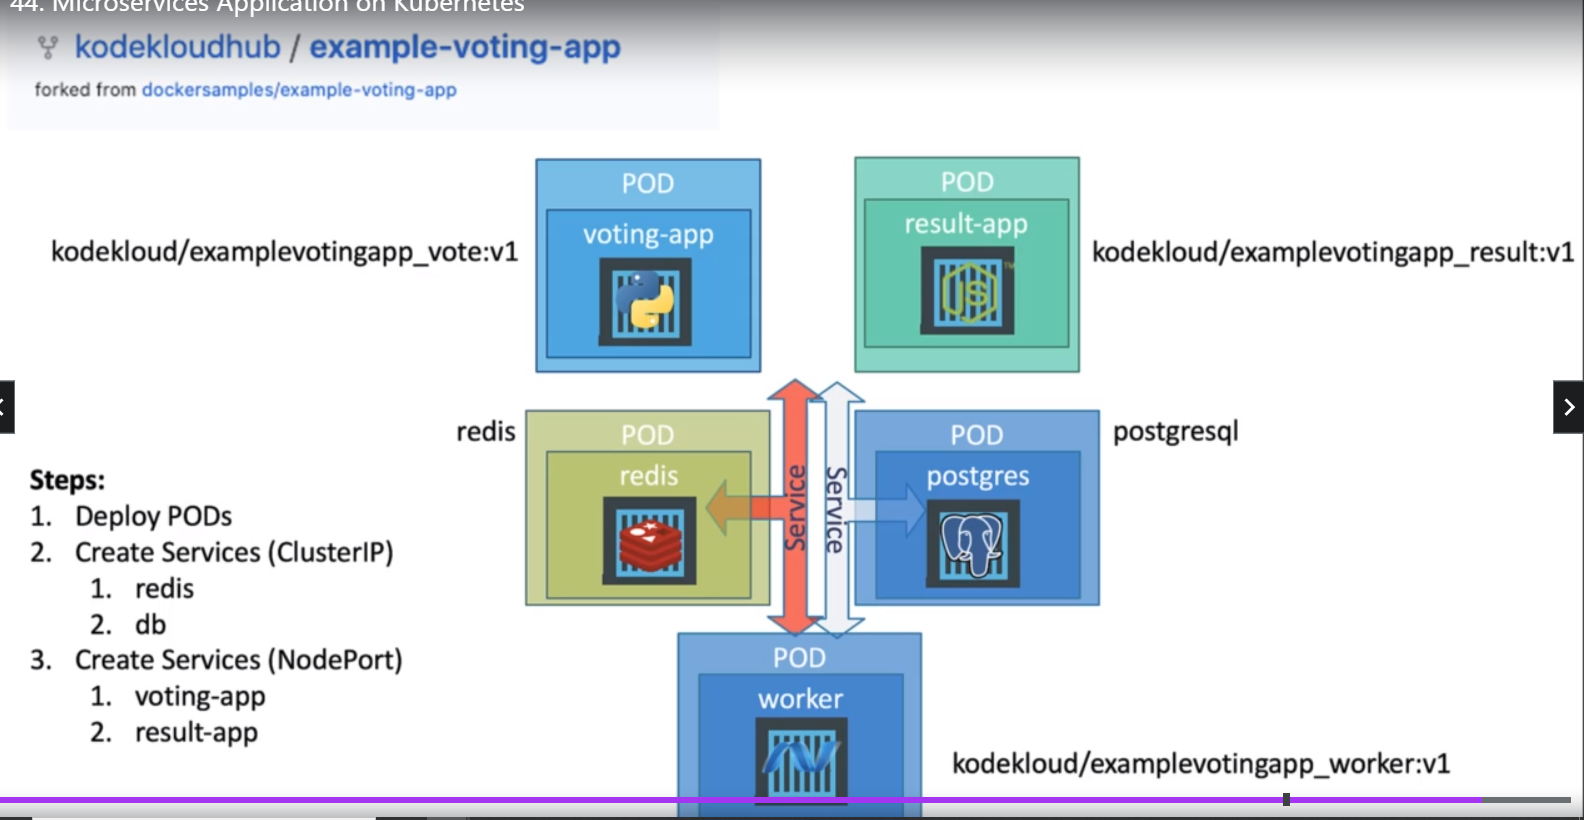 44. Microservices Application on Kubernetes
kodekloudhub / example-voting-app
forked from dockersamples/example-voting-app
POD
voting-app
kodekloud/examplevotingapp_vote:v1
POD
result-app
JS
TM
kodekloud/examplevotingapp_result:v1
redis
POD
redis
Service
Service
POD
postgres
postgresql
Steps:
1. Deploy PODs
2. Create Services (ClusterIP)
1. redis
2. db
3. Create Services (NodePort)
1. voting-app
2. result-app
POD
worker
kodekloud/examplevotingapp_worker:v1